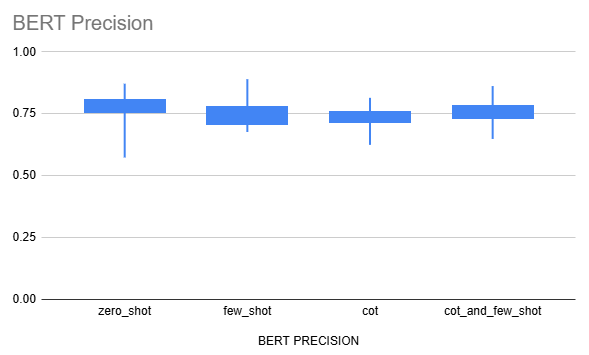 BERT Precision
1.00
0.75
0.50
0.25
0.00
zero_shot few_shot cot cot_and_few_shot
BERT PRECISION